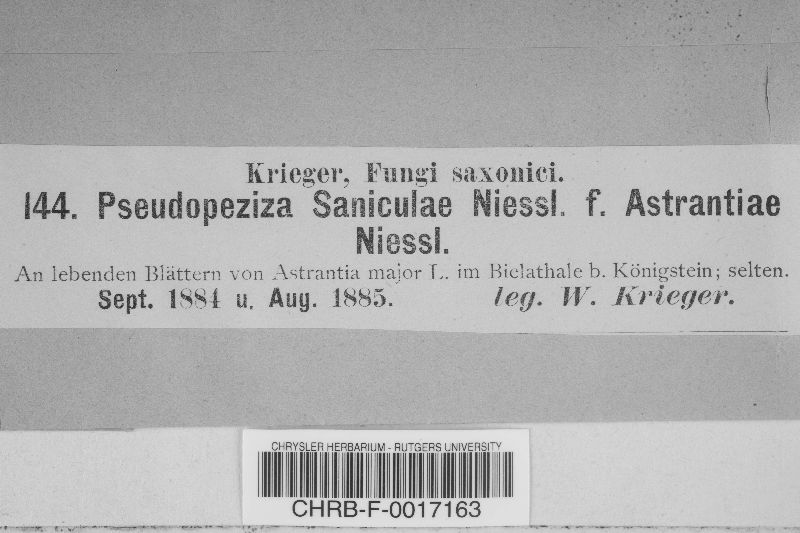 Krieger, Fungi saxonici.
144. Pseudopeziza Saniculae Niessl. f. Astrantiae
Niessl.
An lebenden Blättern von Astrantia major L. im Bielathale b. Königstein; selten.
Sept. 1884 u. Aug. 1885. leg. W. Krieger.
CHRYSLER HERBARIUM - RUTGERS UNIVERSITY
CHRB-F-0017163